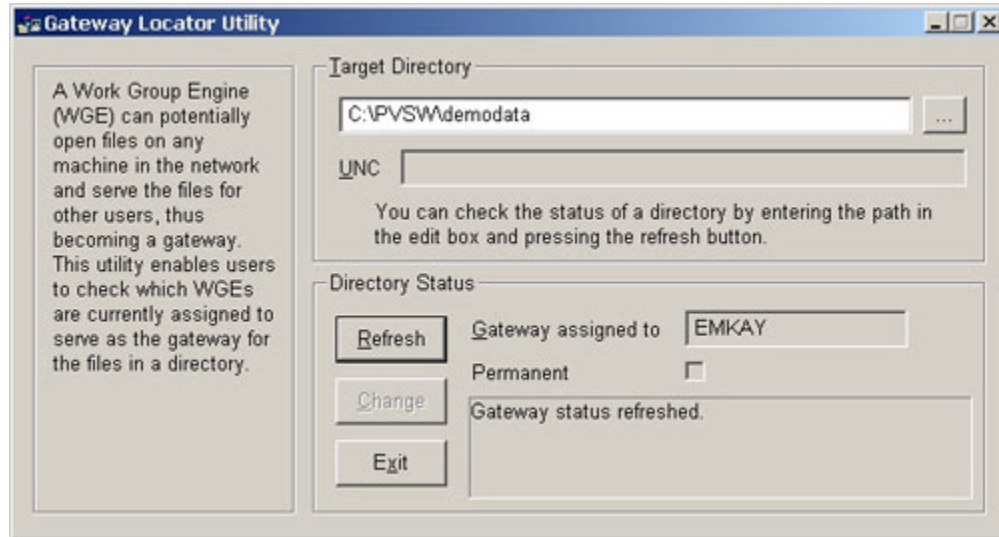 Gateway Locator Utility
A Work Group Engine
(WGE) can potentially
open files on any
machine in the network
and serve the files for
other users, thus
becoming a gateway.
This utility enables users
to check which WGEs
are currently assigned to
serve as the gateway for
the files in a directory.
Target Directory
C:\PVSW\demodata
...
UNC
You can check the status of a directory by entering the path in
the edit box and pressing the refresh button.
Directory Status
Refresh
Gateway assigned to
EMKAY
Permanent
Change
Gateway status refreshed.
Exit